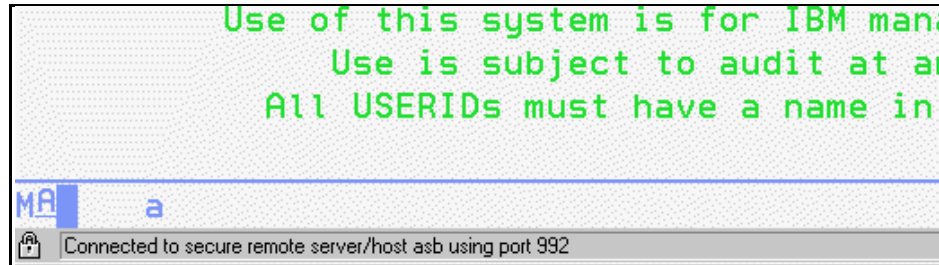 Use of this system is for IBM mana
Use is subject to audit at an
All USERIDs must have a name in
MA a
Connected to secure remote server/host asb using port 992